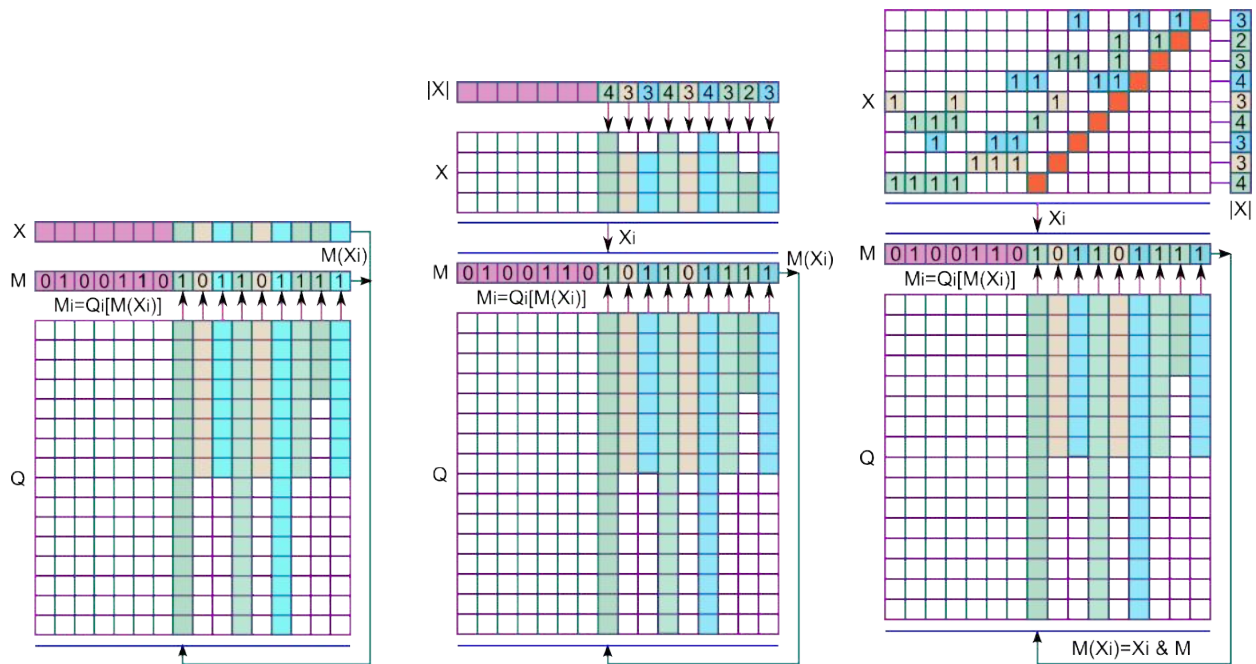 X
M(Xi)
M 0 1 0 0 1 1 0 1 0 1 1 0 1 1 1 1
Mi=Qi[M(Xi)]
Q
|X| 4 3 3 4 3 4 3 2 3
X
Xi
M(Xi)
M 0 1 0 0 1 1 0 1 0 1 1 0 1 1 1 1
Mi=Qi[M(Xi)]
Q
1 1 1 3
1 1 2
1 1 1 3
1 1 1 1 4
X 1 1 1 3
1 1 1 1 4
1 1 1 3
1 1 1 3
1 1 1 1 4
|X|
Xi
M 0 1 0 0 1 1 0 1 0 1 1 0 1 1 1 1
Mi=Qi[M(Xi)]
Q
M(Xi)=Xi & M